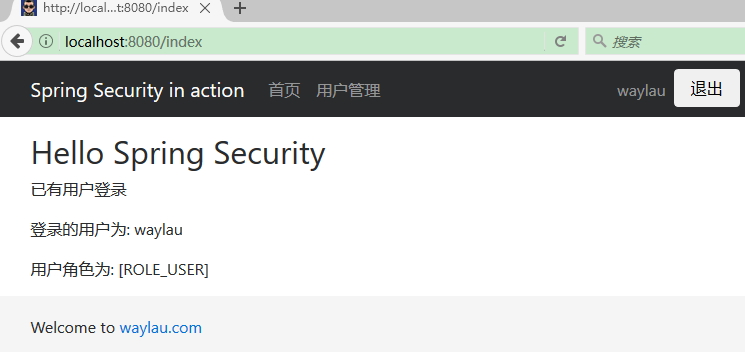 http://local...t:8080/index
localhost:8080/index
搜索
Spring Security in action 首页 用户管理 waylau 退出
Hello Spring Security
已有用户登录
登录的用户为: waylau
用户角色为: [ROLE_USER]
Welcome to waylau.com